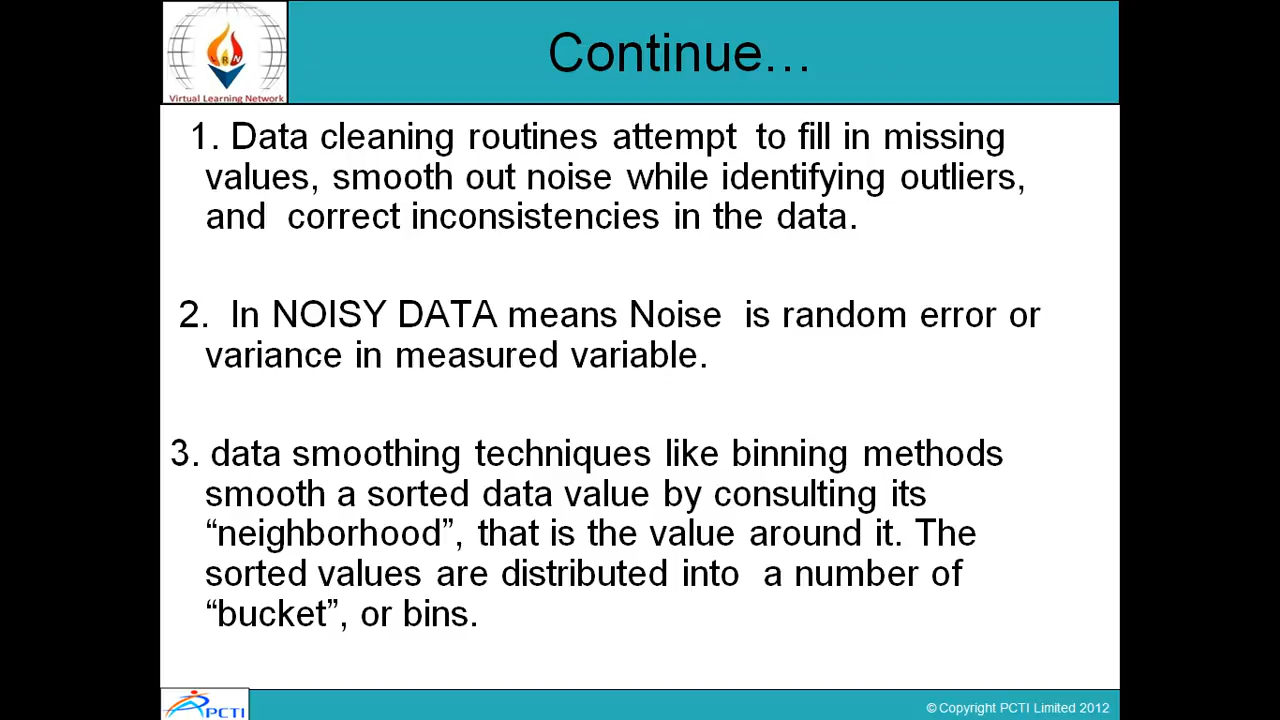 LRN
Virtual Learning Network
Continue…
1. Data cleaning routines attempt to fill in missing
values, smooth out noise while identifying outliers,
and correct inconsistencies in the data.
2. In NOISY DATA means Noise is random error or
variance in measured variable.
3. data smoothing techniques like binning methods
smooth a sorted data value by consulting its
“neighborhood”, that is the value around it. The
sorted values are distributed into a number of
“bucket”, or bins.
PCTI
© Copyright PCTI Limited 2012